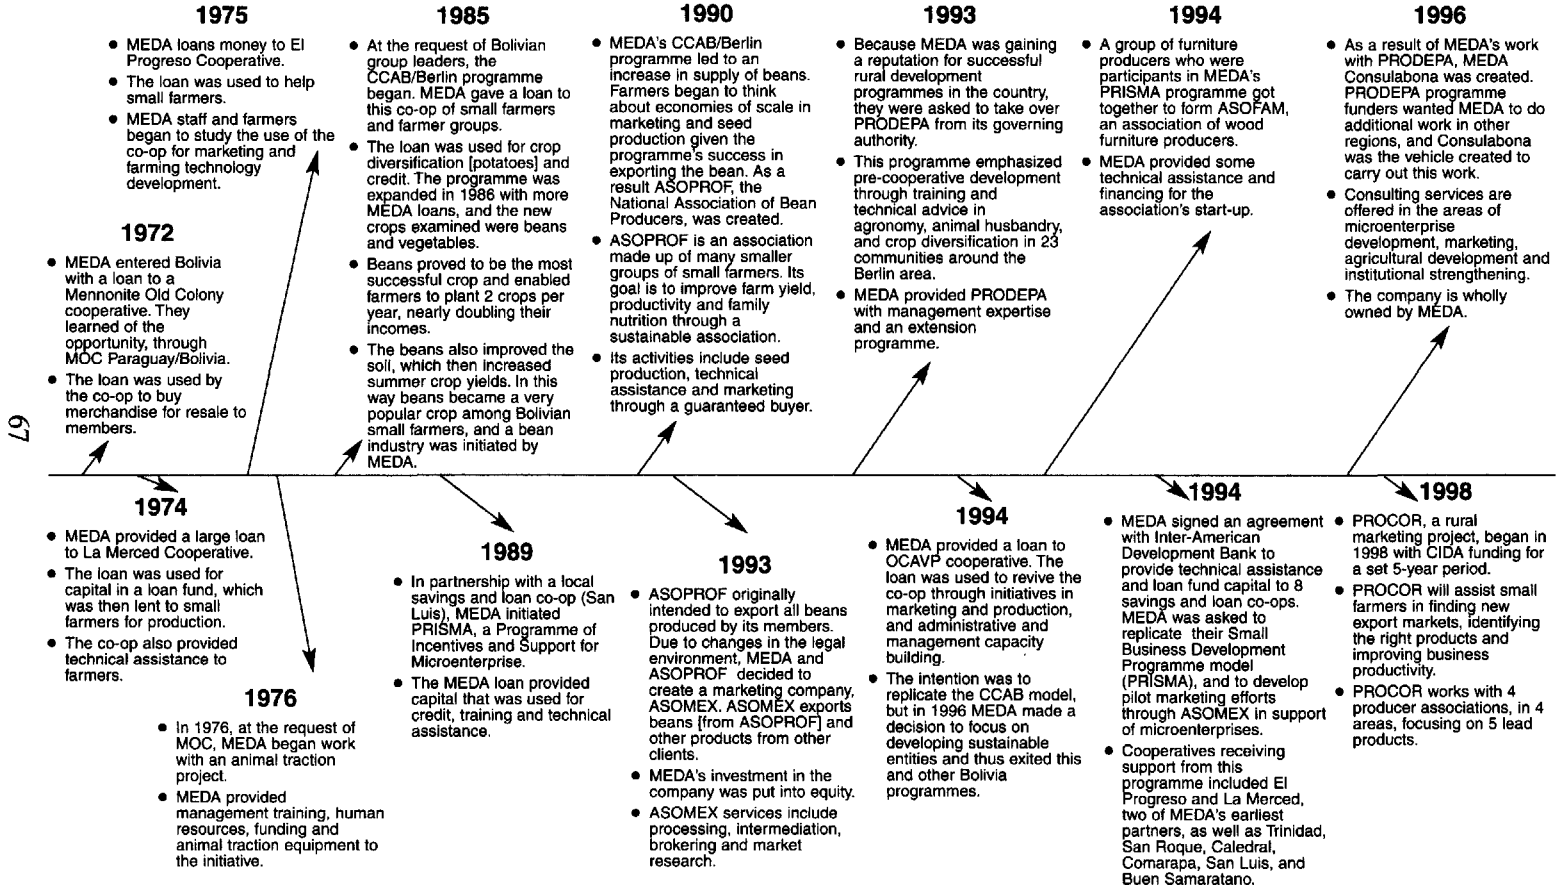 1975
• MEDA loans money to El
Progreso Cooperative.
• The loan was used to help
small farmers.
• MEDA staff and farmers
began to study the use of the
co-op for marketing and
farming technology
development.
1972
• MEDA entered Bolivia
with a loan to a
Mennonite Old Colony
cooperative. They
learned of the
opportunity, through
MOC Paraguay/Bolivia.
• The loan was used by
the co-op to buy
merchandise for resale to
members.
1985
• At the request of Bolivian
group leaders, the
CCAB/Berlin programme
began. MEDA gave a loan to
this co-op of small farmers
and farmer groups.
• The loan was used for crop
diversification [potatoes] and
credit. The programme was
expanded in 1986 with more
MEDA loans, and the new
crops examined were beans
and vegetables.
• Beans proved to be the most
successful crop and enabled
farmers to plant 2 crops per
year, nearly doubling their
incomes.
• The beans also improved the
soil, which then increased
summer crop yields. In this
way beans became a very
popular crop among Bolivian
small farmers, and a bean
industry was initiated by
MEDA.
1990
• MEDA's CCAB/Berlin
programme led to an
increase in supply of beans.
Farmers began to think
about economies of scale in
marketing and seed
production given the
programme's success in
exporting the bean. As a
result ASOPROF, the
National Association of Bean
Producers, was created.
• ASOPROF is an association
made up of many smaller
groups of small farmers. Its
goal is to improve farm yield,
productivity and family
nutrition through a
sustainable association.
• Its activities include seed
production, technical
assistance and marketing
through a guaranteed buyer.
1993
• Because MEDA was gaining
a reputation for successful
rural development
programmes in the country,
they were asked to take over
PRODEPA from its governing
authority.
• This programme emphasized
pre-cooperative development
through training and
technical advice in
agronomy, animal husbandry,
and crop diversification in 23
communities around the
Berlin area.
• MEDA provided PRODEPA
with management expertise
and an extension
programme.
1994
• A group of furniture
producers who were
participants in MEDA's
PRISMA programme got
together to form ASOFAM,
an association of wood
furniture producers.
• MEDA provided some
technical assistance and
financing for the
association's start-up.
1996
• As a result of MEDA's work
with PRODEPA, MEDA
Consulabona was created.
PRODEPA programme
funders wanted MEDA to do
additional work in other
regions, and Consulabona
was the vehicle created to
carry out this work.
• Consulting services are
offered in the areas of
microenterprise
development, marketing,
agricultural development and
institutional strengthening.
• The company is wholly
owned by MEDA.
67
1974
• MEDA provided a large loan
to La Merced Cooperative.
• The loan was used for
capital in a loan fund, which
was then lent to small
farmers for production.
• The co-op also provided
technical assistance to
farmers.
1976
• In 1976, at the request of
MOC, MEDA began work
with an animal traction
project.
• MEDA provided
management training, human
resources, funding and
animal traction equipment to
the initiative.
1989
• In partnership with a local
savings and loan co-op (San
Luis), MEDA initiated
PRISMA, a Programme of
Incentives and Support for
Microenterprise.
• The MEDA loan provided
capital that was used for
credit, training and technical
assistance.
1993
• ASOPROF originally
intended to export all beans
produced by its members.
Due to changes in the legal
environment, MEDA and
ASOPROF decided to
create a marketing company,
ASOMEX. ASOMEX exports
beans [from ASOPROF] and
other products from other
clients.
• MEDA's investment in the
company was put into equity.
• ASOMEX services include
processing, intermediation,
brokering and market
research.
1994
• MEDA provided a loan to
OCAVP cooperative. The
loan was used to revive the
co-op through initiatives in
marketing and production,
and administrative and
management capacity
building.
• The intention was to
replicate the CCAB model,
but in 1996 MEDA made a
decision to focus on
developing sustainable
entities and thus exited this
and other Bolivia
programmes.
1994
• MEDA signed an agreement
with Inter-American
Development Bank to
provide technical assistance
and loan fund capital to 8
savings and loan co-ops.
MEDA was asked to
replicate their Small
Business Development
Programme model
(PRISMA), and to develop
pilot marketing efforts
through ASOMEX in support
of microenterprises.
• Cooperatives receiving
support from this
programme included El
Progreso and La Merced,
two of MEDA's earliest
partners, as well as Trinidad,
San Roque, Caledral,
Comarapa, San Luis, and
Buen Samaratano.
1998
• PROCOR, a rural
marketing project, began in
1998 with CIDA funding for
a set 5-year period.
• PROCOR will assist small
farmers in finding new
export markets, identifying
the right products and
improving business
productivity.
• PROCOR works with 4
producer associations, in 4
areas, focusing on 5 lead
products.